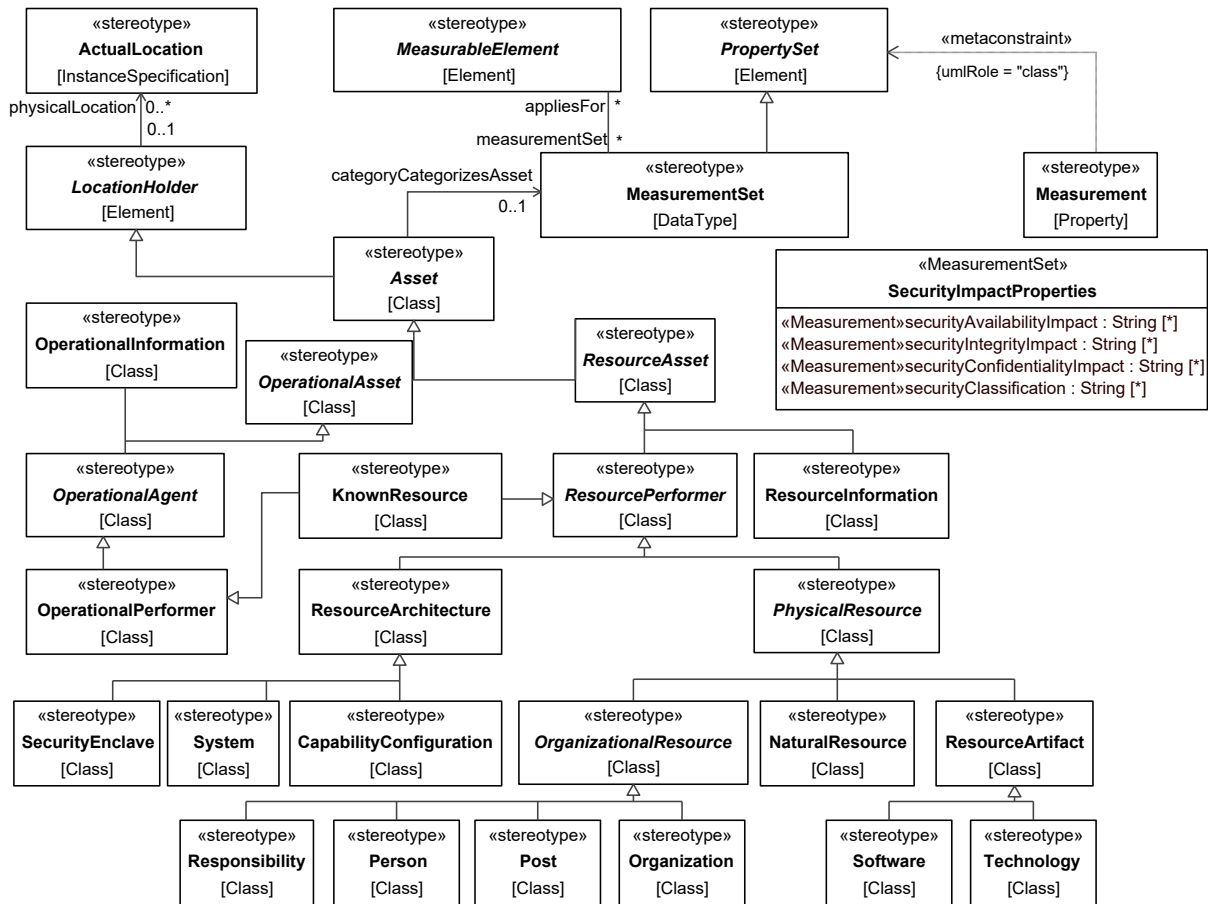 «stereotype»
ActualLocation
[InstanceSpecification]
«stereotype»
MeasurableElement
[Element]
«stereotype»
PropertySet
[Element]
«metaconstraint»
{umlRole = "class"}
physicalLocation
0..*
0..1
appliesFor
*
measurementSet
*
«stereotype»
LocationHolder
[Element]
categoryCategorizesAsset
0..1
«stereotype»
MeasurementSet
[DataType]
«stereotype»
Measurement
[Property]
«stereotype»
Asset
[Class]
«MeasurementSet»
SecurityImpactProperties
«Measurement»securityAvailabilityImpact : String [*]
«Measurement»securityIntegrityImpact : String [*]
«Measurement»securityConfidentialityImpact : String [*]
«Measurement»securityClassification : String [*]
«stereotype»
OperationalInformation
[Class]
«stereotype»
OperationalAsset
[Class]
«stereotype»
ResourceAsset
[Class]
«stereotype»
OperationalAgent
[Class]
«stereotype»
KnownResource
[Class]
«stereotype»
ResourcePerformer
[Class]
«stereotype»
ResourceInformation
[Class]
«stereotype»
OperationalPerformer
[Class]
«stereotype»
ResourceArchitecture
[Class]
«stereotype»
PhysicalResource
[Class]
«stereotype»
SecurityEnclave
[Class]
«stereotype»
System
[Class]
«stereotype»
CapabilityConfiguration
[Class]
«stereotype»
OrganizationalResource
[Class]
«stereotype»
NaturalResource
[Class]
«stereotype»
ResourceArtifact
[Class]
«stereotype»
Responsibility
[Class]
«stereotype»
Person
[Class]
«stereotype»
Post
[Class]
«stereotype»
Organization
[Class]
«stereotype»
Software
[Class]
«stereotype»
Technology
[Class]